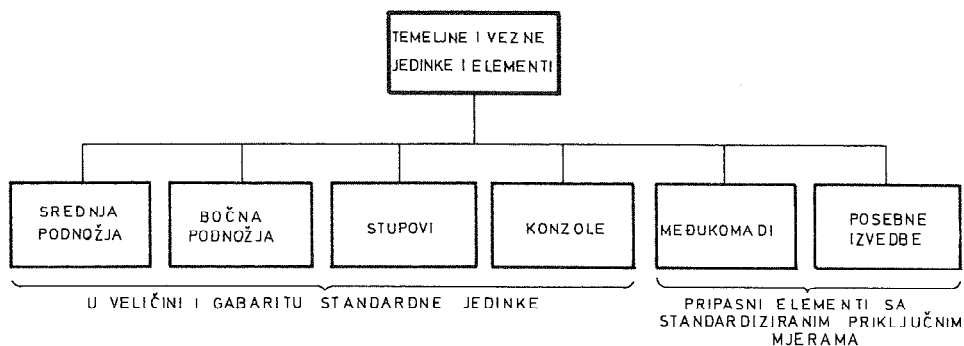 TEMELJNE I VEZNE
JEDINKE I ELEMENTI
SREDNJA
PODNOŽJA
BOČNA
PODNOŽJA
STUPOVI
KONZOLE
MEĐUKOMADI
POSEBNE
IZVEDBE
U VELIČINI I GABARITU STANDARDNE JEDINKE
PRIPASNI ELEMENTI SA
STANDARDIZIRANIM PRIKLJUČNIM
MJERAMA